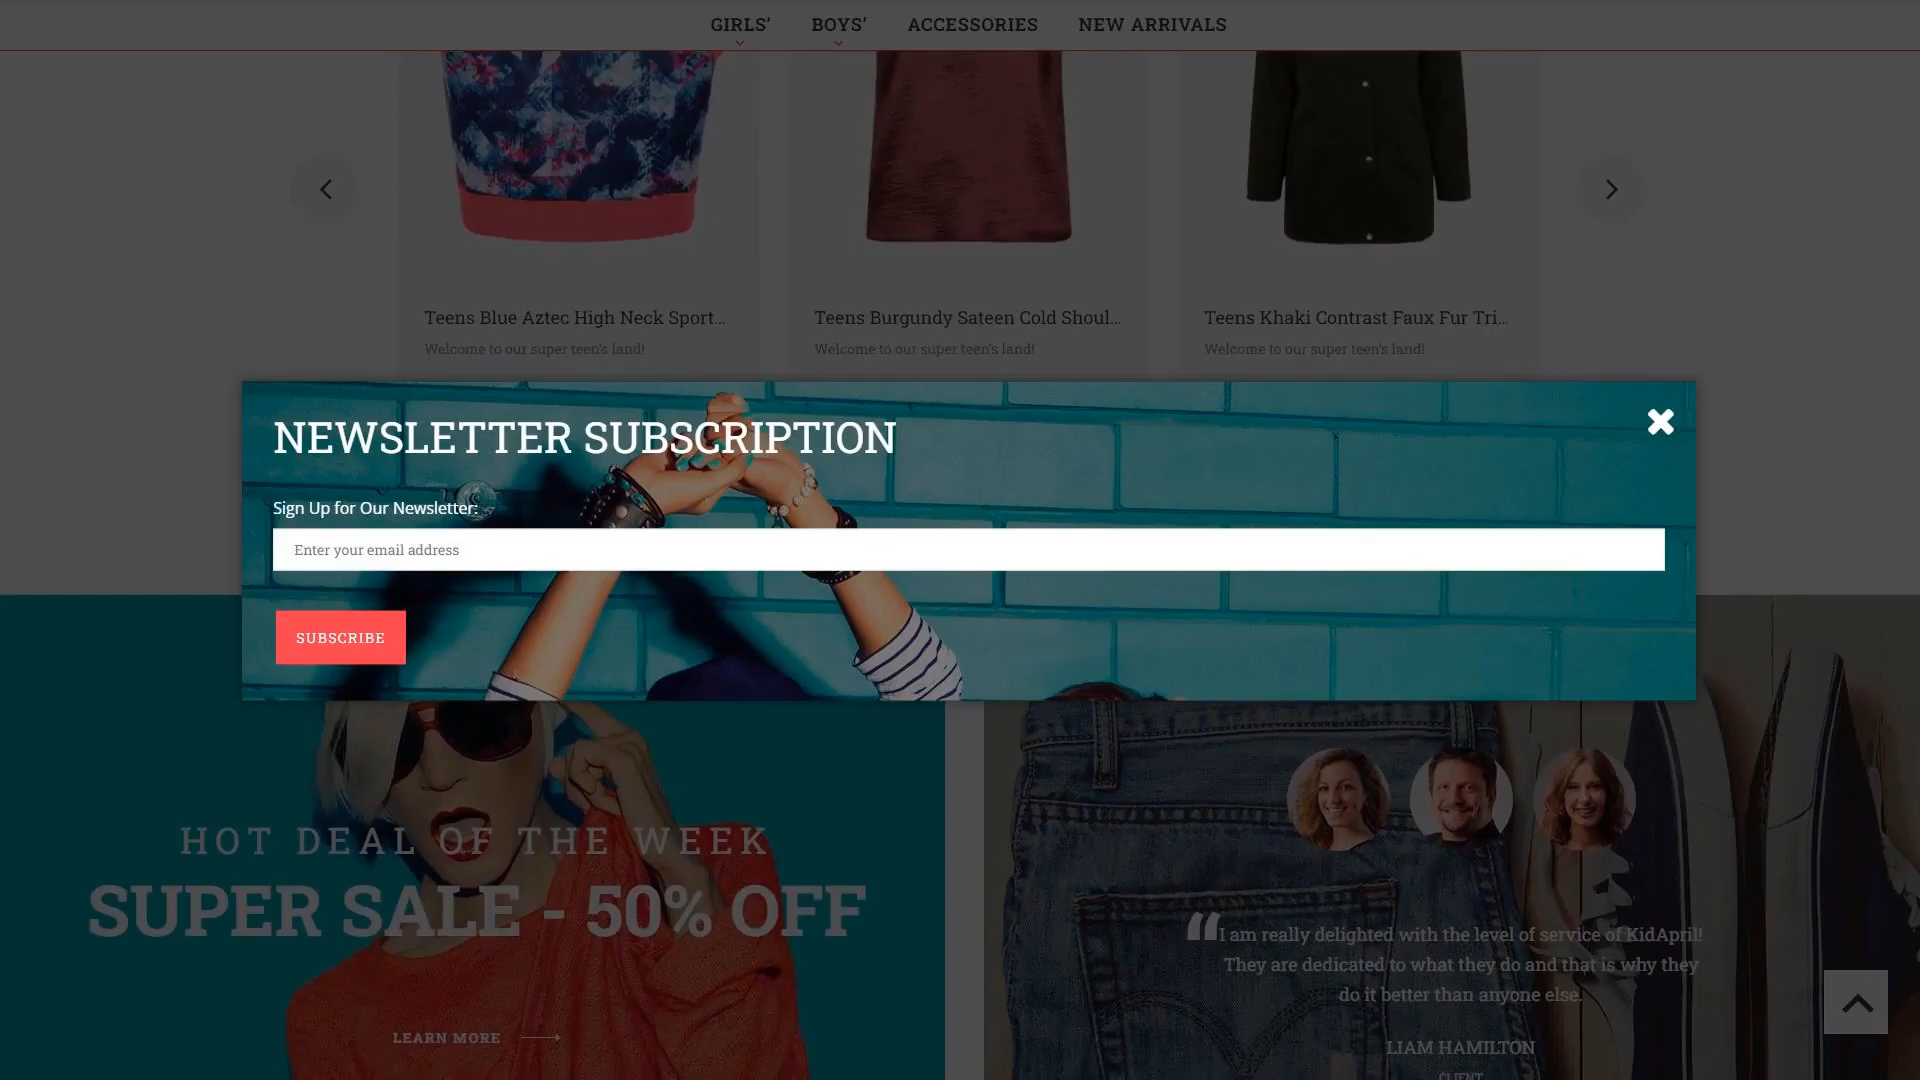 GIRLS' BOYS' ACCESSORIES NEW ARRIVALS
Teens Blue Aztec High Neck Sport... Teens Burgundy Sateen Cold Shoul... Teens Khaki Contrast Faux Fur Tri...
Welcome to our super teen's land! Welcome to our super teen's land! Welcome to our super teen's land!
NEWSLETTER SUBSCRIPTION
Sign Up for Our Newsletter:
Enter your email address
SUBSCRIBE
HOT DEAL OF THE WEEK
SUPER SALE - 50% OFF
LEARN MORE
“I am really delighted with the level of service of KidApril!
They are dedicated to what they do and that is why they
do it better than anyone else.
LIAM HAMILTON
CLIENT